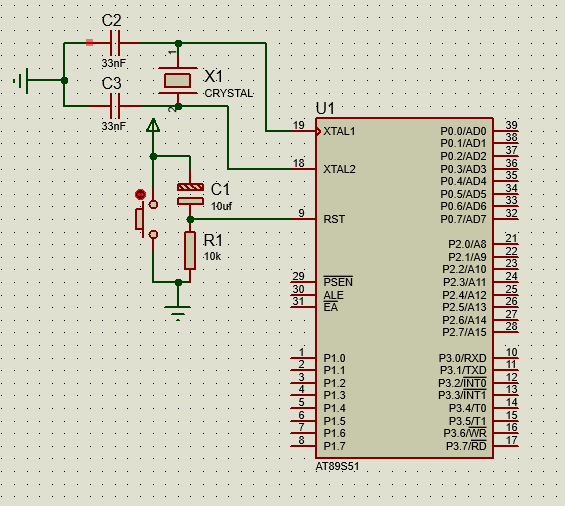 C2
33nF
C3
33nF
1
X1
CRYSTAL
2
C1
10uf
R1
10k
U1
19 XTAL1 P0.0/AD0 39
P0.1/AD1 38
P0.2/AD2 37
18 XTAL2 P0.3/AD3 36
P0.4/AD4 35
P0.5/AD5 34
P0.6/AD6 33
9 RST P0.7/AD7 32
P2.0/A8 21
P2.1/A9 22
P2.2/A10 23
29 PSEN P2.3/A11 24
30 ALE P2.4/A12 25
31 EA P2.5/A13 26
P2.6/A14 27
P2.7/A15 28
1 P1.0 P3.0/RXD 10
2 P1.1 P3.1/TXD 11
3 P1.2 P3.2/INT0 12
4 P1.3 P3.3/INT1 13
5 P1.4 P3.4/T0 14
6 P1.5 P3.5/T1 15
7 P1.6 P3.6/WR 16
8 P1.7 P3.7/RD 17
AT89S51